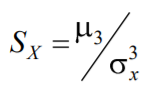 S_X = μ_3 / σ_x^3